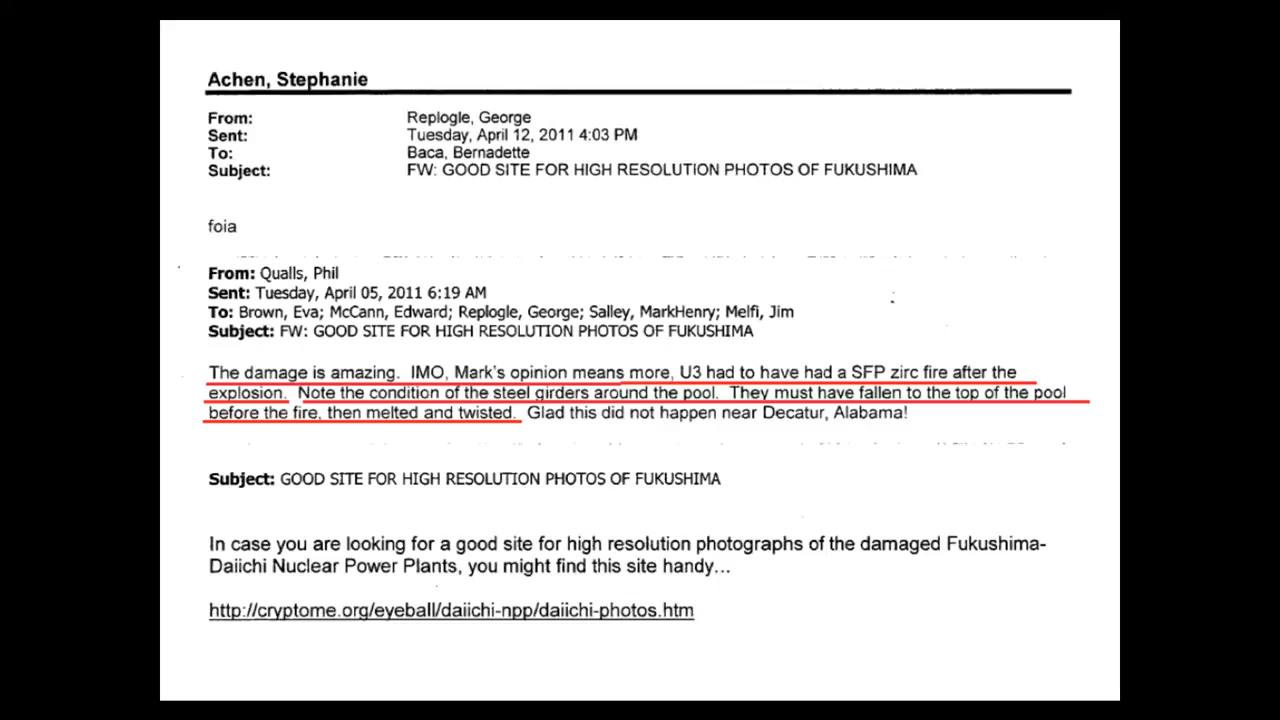 Achen, Stephanie
From: Replogle, George
Sent: Tuesday, April 12, 2011 4:03 PM
To: Baca, Bernadette
Subject: FW: GOOD SITE FOR HIGH RESOLUTION PHOTOS OF FUKUSHIMA
foia
From: Qualls, Phil
Sent: Tuesday, April 05, 2011 6:19 AM
To: Brown, Eva; McCann, Edward; Replogle, George; Salley, MarkHenry; Melfi, Jim
Subject: FW: GOOD SITE FOR HIGH RESOLUTION PHOTOS OF FUKUSHIMA
The damage is amazing. IMO, Mark's opinion means more, U3 had to have had a SFP zirc fire after the
explosion. Note the condition of the steel girders around the pool. They must have fallen to the top of the pool
before the fire, then melted and twisted. Glad this did not happen near Decatur, Alabama!
Subject: GOOD SITE FOR HIGH RESOLUTION PHOTOS OF FUKUSHIMA
In case you are looking for a good site for high resolution photographs of the damaged Fukushima-
Daiichi Nuclear Power Plants, you might find this site handy...
http://cryptome.org/eyeball/daiichi-npp/daiichi-photos.htm